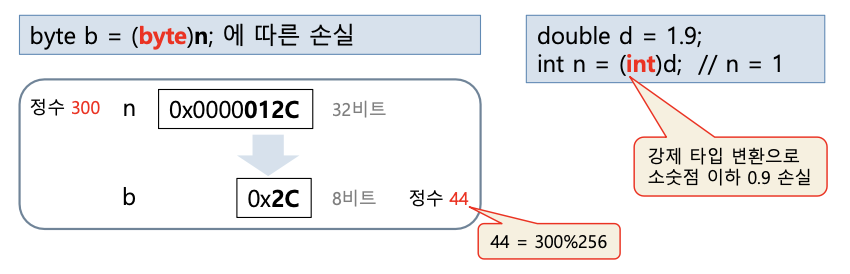 byte b = (byte)n; 에 따른 손실
정수 300 n 0x0000012C 32비트
b 0x2C 8비트 정수 44
44 = 300%256
double d = 1.9;
int n = (int)d; // n = 1
강제 타입 변환으로
소숫점 이하 0.9 손실